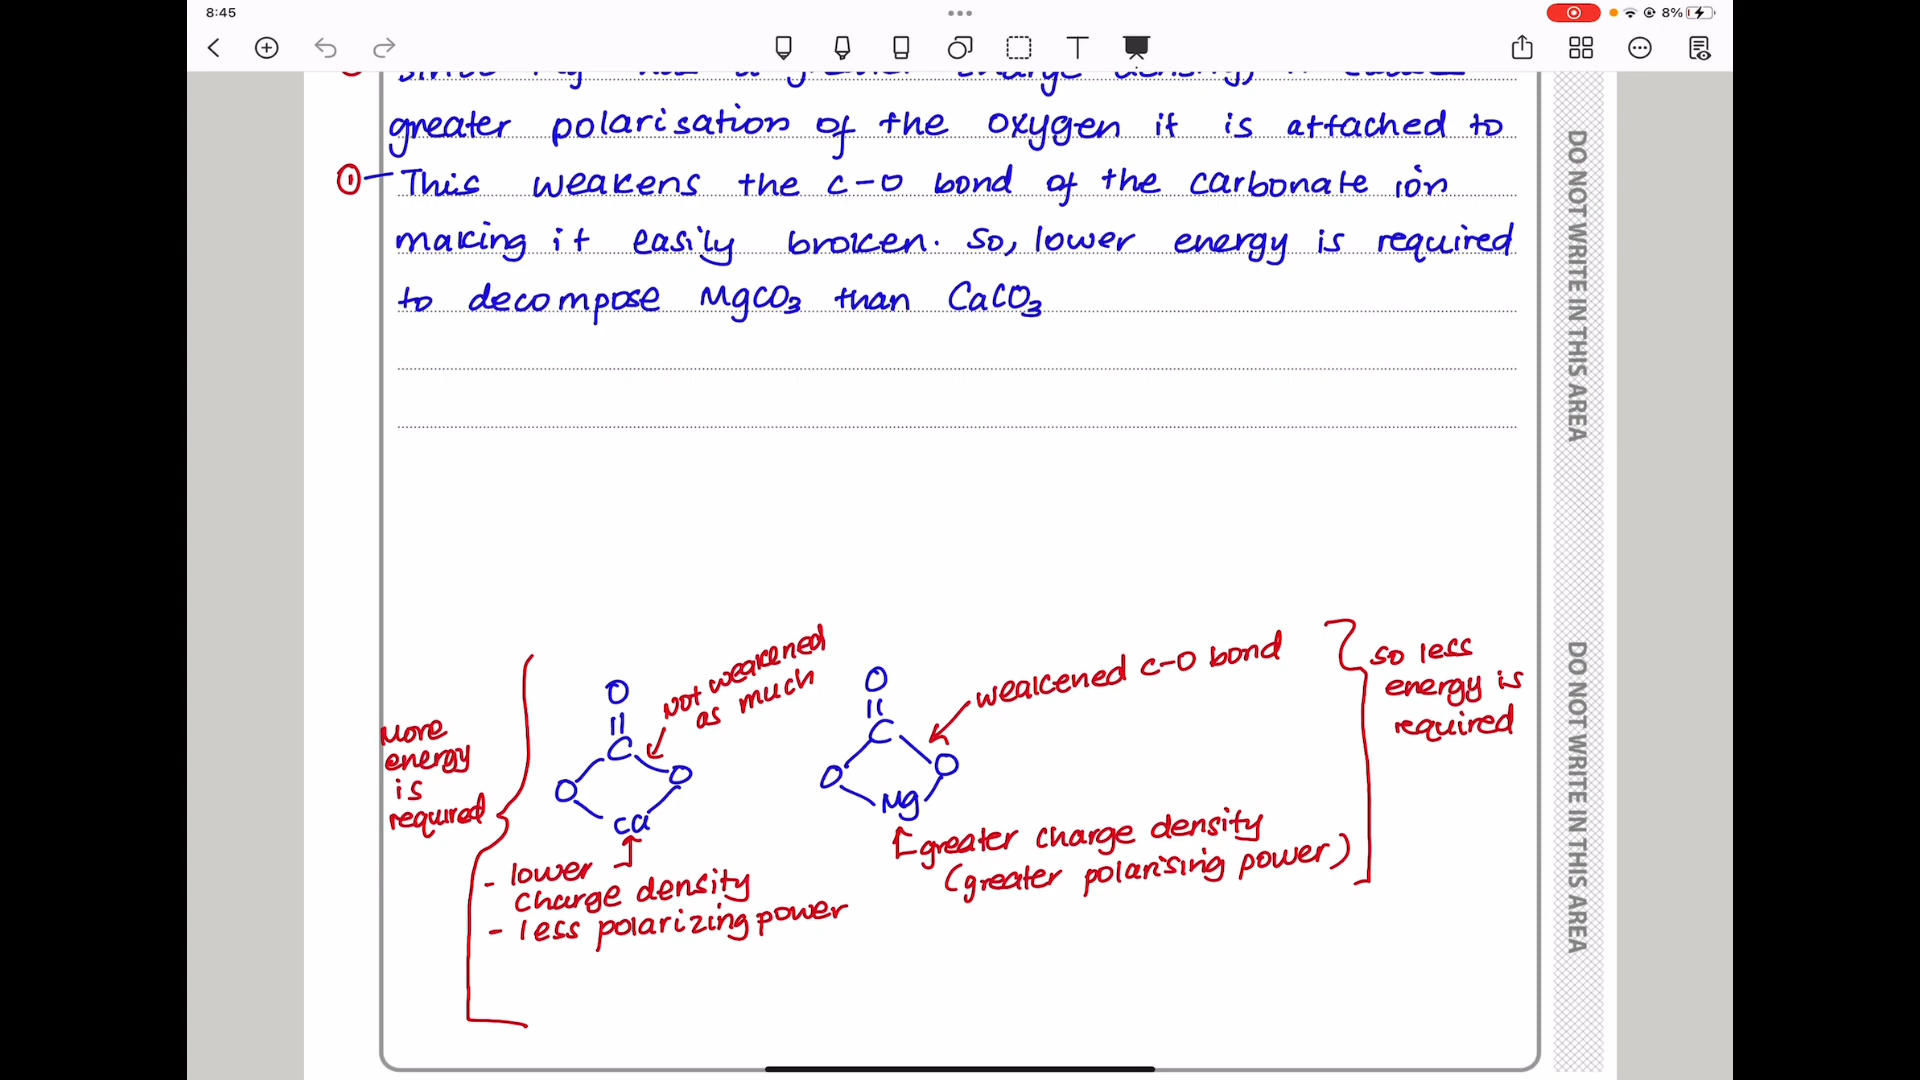 8:45
8%
greater polarisation of the oxygen it is attached to
① This weakens the c-o bond of the carbonate ion
making it easily broken. So, lower energy is required
to decompose MgCO3 than CaCO3
DO NOT WRITE IN THIS AREA
DO NOT WRITE IN THIS AREA
More
energy
is
required
O
C
O
O
Ca
Not weakened
as much
- lower
charge density
- less polarizing power
O
C
O
O
Mg
weakened c-o bond
greater charge density
(greater polarising power)
so less
energy is
required